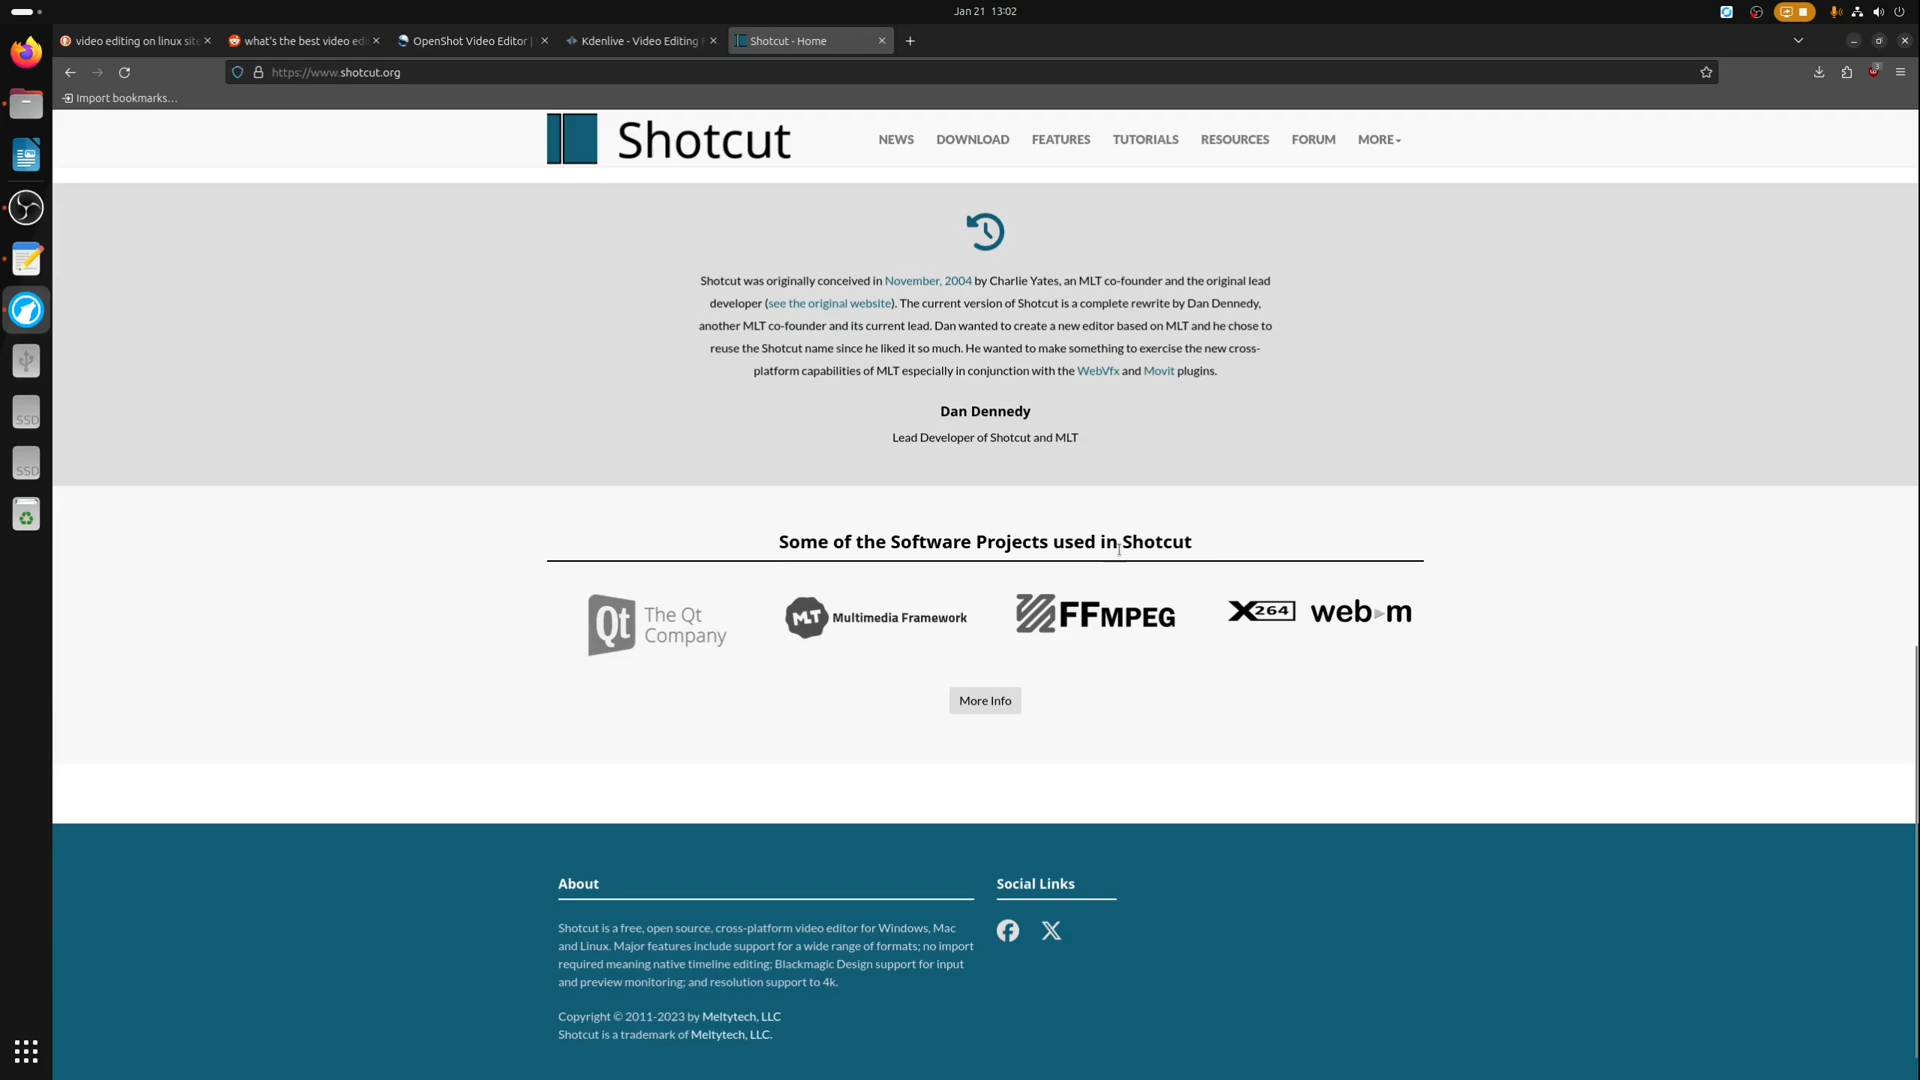 Jan 21 13:02
video editing on linux site
what's the best video edi
OpenShot Video Editor |
Kdenlive - Video Editing F
Shotcut - Home
https://www.shotcut.org
3
Import bookmarks...
Shotcut
NEWS
DOWNLOAD
FEATURES
TUTORIALS
RESOURCES
FORUM
MORE
Shotcut was originally conceived in November, 2004 by Charlie Yates, an MLT co-founder and the original lead
developer (see the original website). The current version of Shotcut is a complete rewrite by Dan Dennedy,
another MLT co-founder and its current lead. Dan wanted to create a new editor based on MLT and he chose to
reuse the Shotcut name since he liked it so much. He wanted to make something to exercise the new cross-
platform capabilities of MLT especially in conjunction with the WebVfx and Movit plugins.
Dan Dennedy
Lead Developer of Shotcut and MLT
SSD
SSD
Some of the Software Projects used in Shotcut
Qt The Qt Company
MLT Multimedia Framework
FFMPEG
X264
web m
More Info
About
Shotcut is a free, open source, cross-platform video editor for Windows, Mac
and Linux. Major features include support for a wide range of formats; no import
required meaning native timeline editing; Blackmagic Design support for input
and preview monitoring; and resolution support to 4k.
Copyright © 2011-2023 by Meltytech, LLC
Shotcut is a trademark of Meltytech, LLC.
Social Links